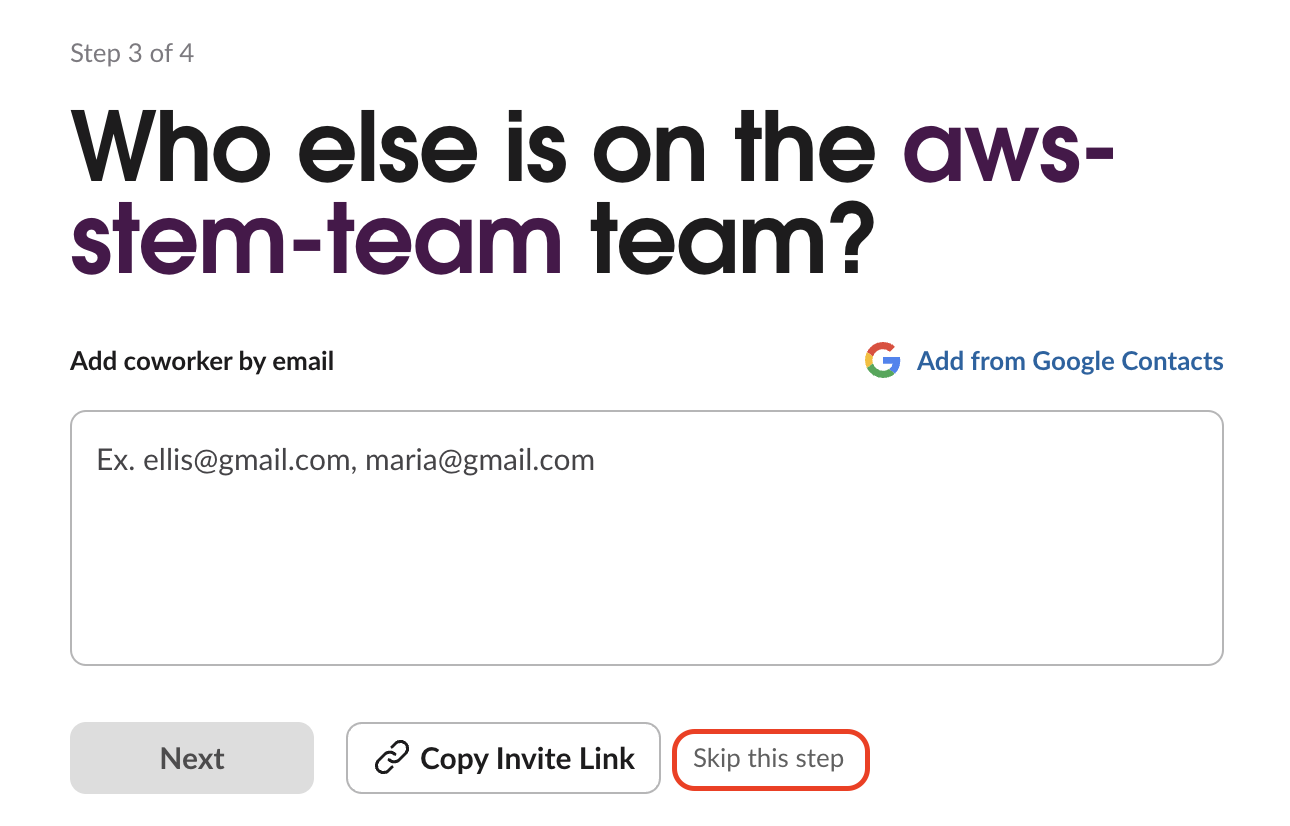 Step 3 of 4
Who else is on the aws-
stem-team team?
Add coworker by email
Add from Google Contacts
Ex. ellis@gmail.com, maria@gmail.com
Next
Copy Invite Link
Skip this step